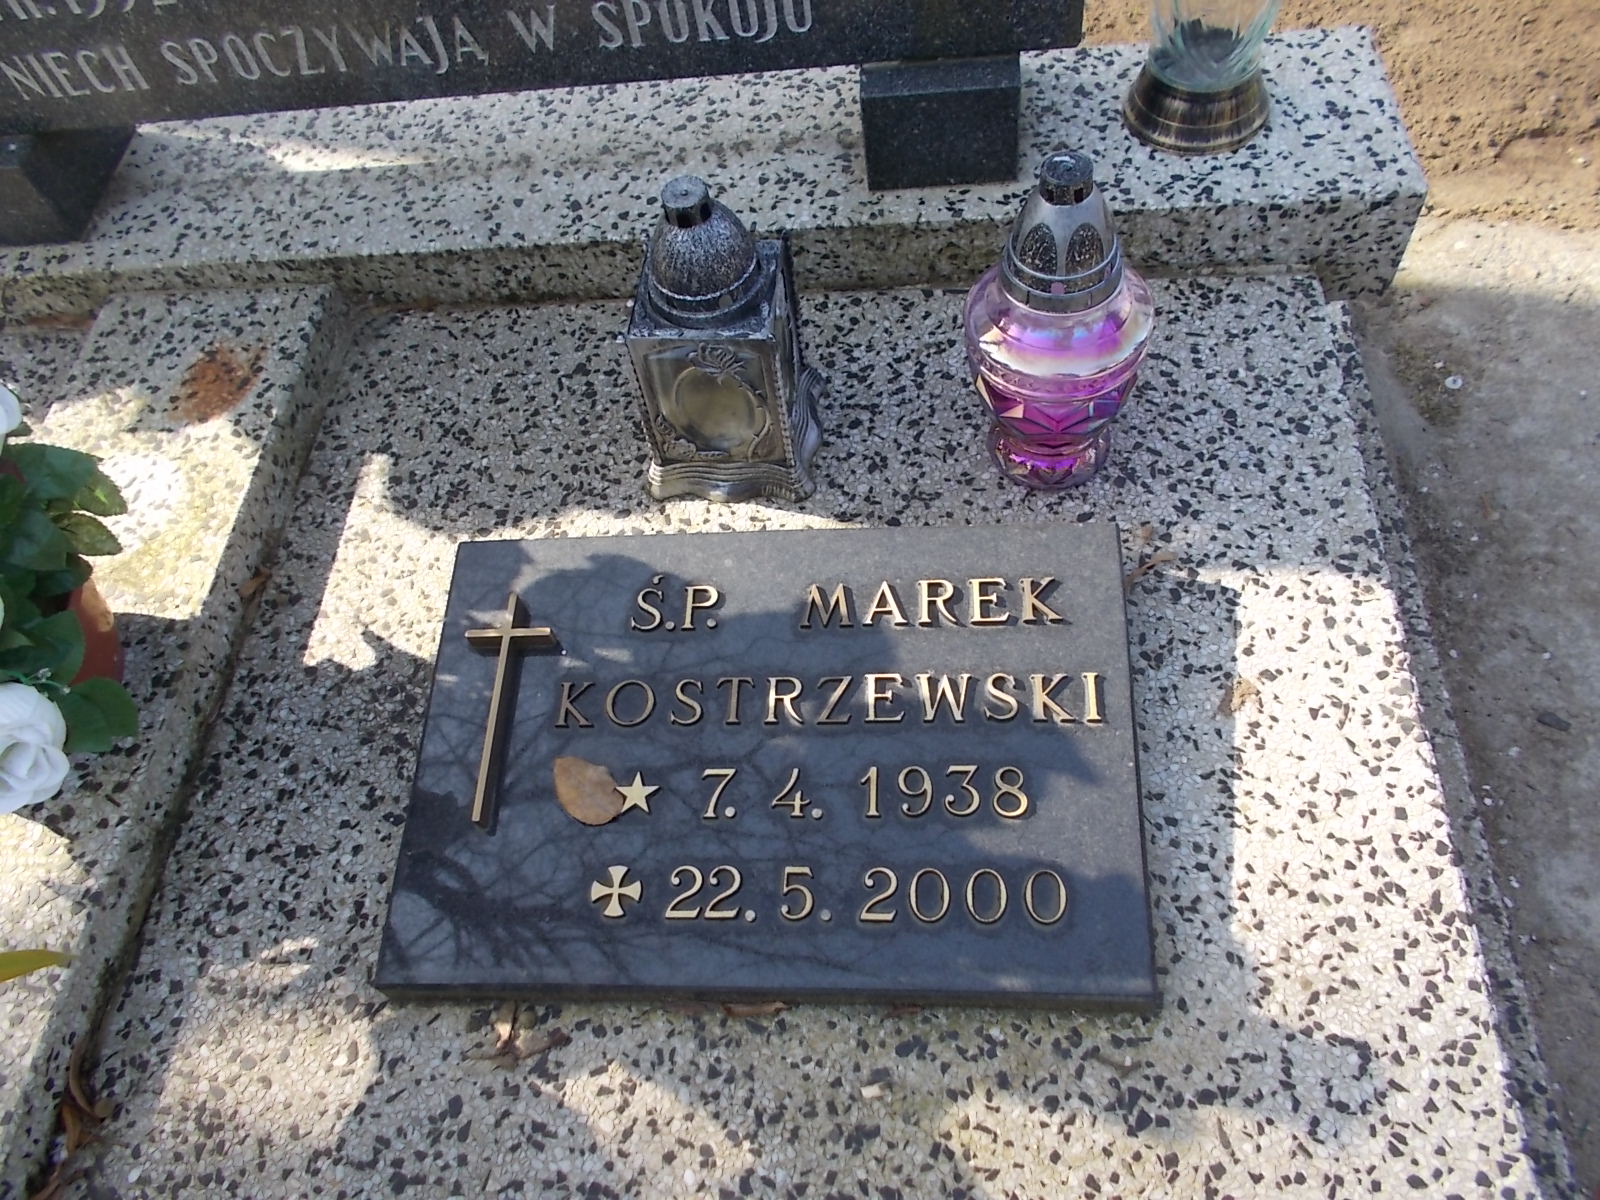 NIECH SPOCZYWAJĄ W SPOKOJU
Ś.P. MAREK
KOSTRZEWSKI
7. 4. 1938
22. 5. 2000